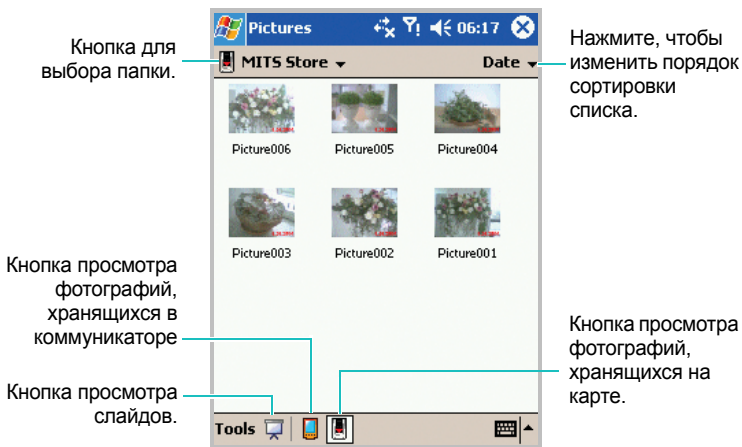 Кнопка для
выбора папки.
Pictures 06:17
MITS Store Date
Нажмите, чтобы
изменить порядок
сортировки
списка.
Picture006 Picture005 Picture004
Picture003 Picture002 Picture001
Кнопка просмотра
фотографий,
хранящихся в
коммуникаторе
Кнопка просмотра
слайдов.
Кнопка просмотра
фотографий,
хранящихся на
карте.
Tools